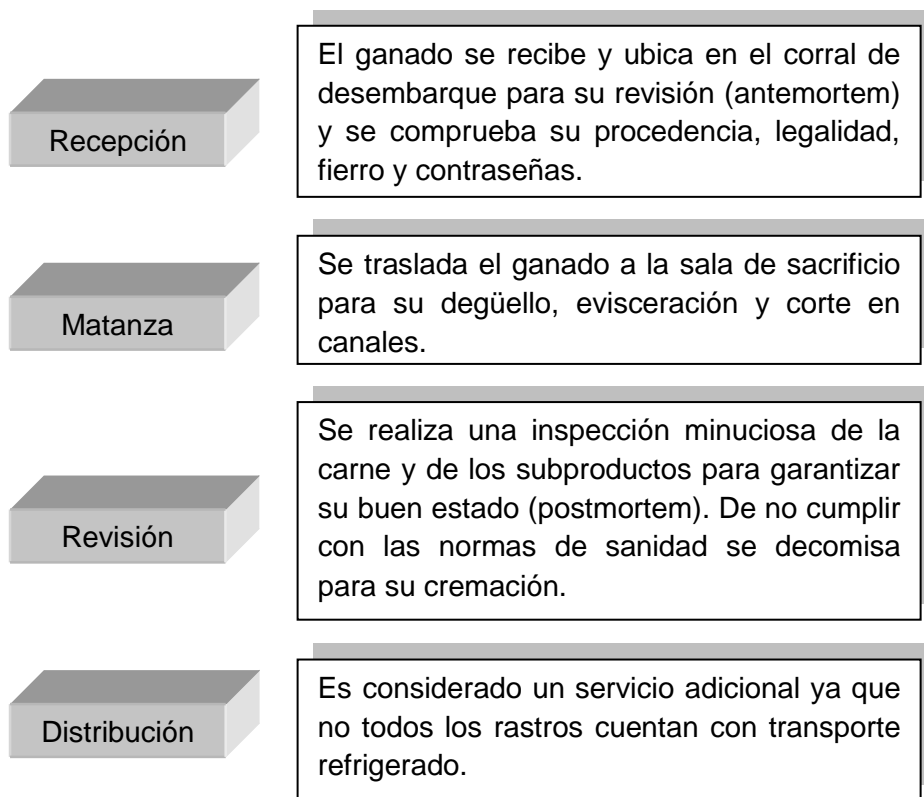 Recepción
El ganado se recibe y ubica en el corral de
desembarque para su revisión (antemortem)
y se comprueba su procedencia, legalidad,
fierro y contraseñas.
Matanza
Se traslada el ganado a la sala de sacrificio
para su degüello, evisceración y corte en
canales.
Revisión
Se realiza una inspección minuciosa de la
carne y de los subproductos para garantizar
su buen estado (postmortem). De no cumplir
con las normas de sanidad se decomisa
para su cremación.
Distribución
Es considerado un servicio adicional ya que
no todos los rastros cuentan con transporte
refrigerado.